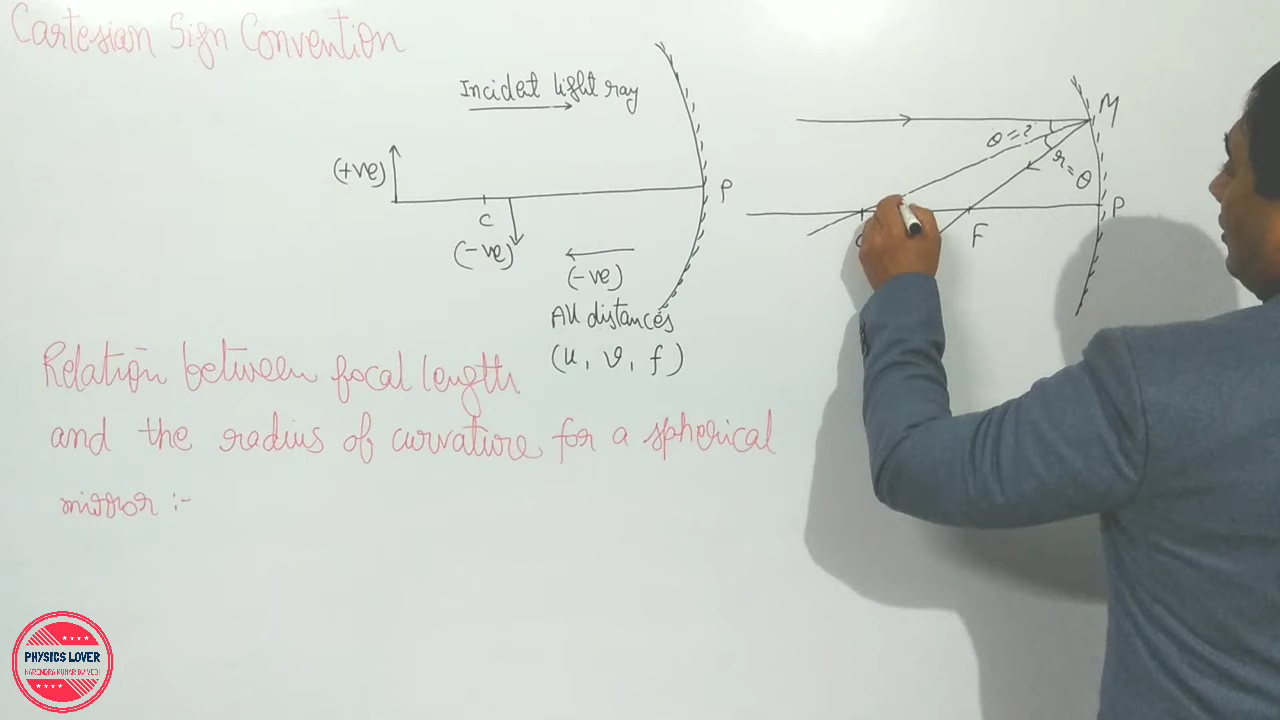 Cartesian Sign Convention
Incident light ray
(+ve)
C
P
(-ve)
(-ve)
All distances
(u, v, f)
M
θ = i
r = θ
F
P
Relation between focal length
and the radius of curvature for a spherical
mirror :-
PHYSICS LOVER